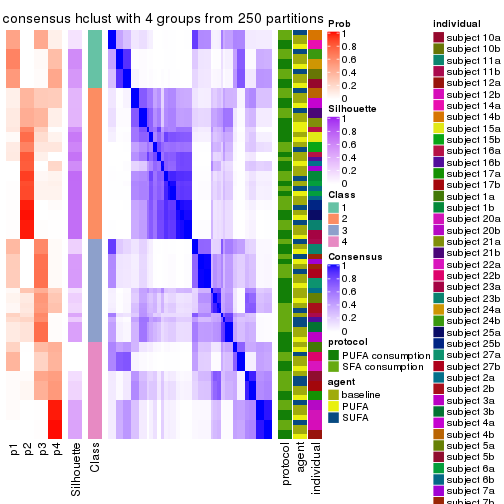 consensus hclust with 4 groups from 250 partitions
Prob
1
0.8
0.6
0.4
0.2
0
Silhouette
1
0.8
0.6
0.4
0.2
0
Class
1
2
3
4
Consensus
1
0.8
0.6
0.4
0.2
0
protocol
PUFA consumption
SFA consumption
agent
baseline
PUFA
SUFA
individual
subject 10a
subject 10b
subject 11a
subject 11b
subject 12a
subject 12b
subject 14a
subject 14b
subject 15a
subject 15b
subject 16a
subject 16b
subject 17a
subject 17b
subject 1a
subject 1b
subject 20a
subject 20b
subject 21a
subject 21b
subject 22a
subject 22b
subject 23a
subject 23b
subject 24a
subject 24b
subject 25a
subject 25b
subject 27a
subject 27b
subject 2a
subject 2b
subject 3a
subject 3b
subject 4a
subject 4b
subject 5a
subject 5b
subject 6a
subject 6b
subject 7a
subject 7b
p1
p2
p3
p4
Silhouette
Class
protocol
agent
individual